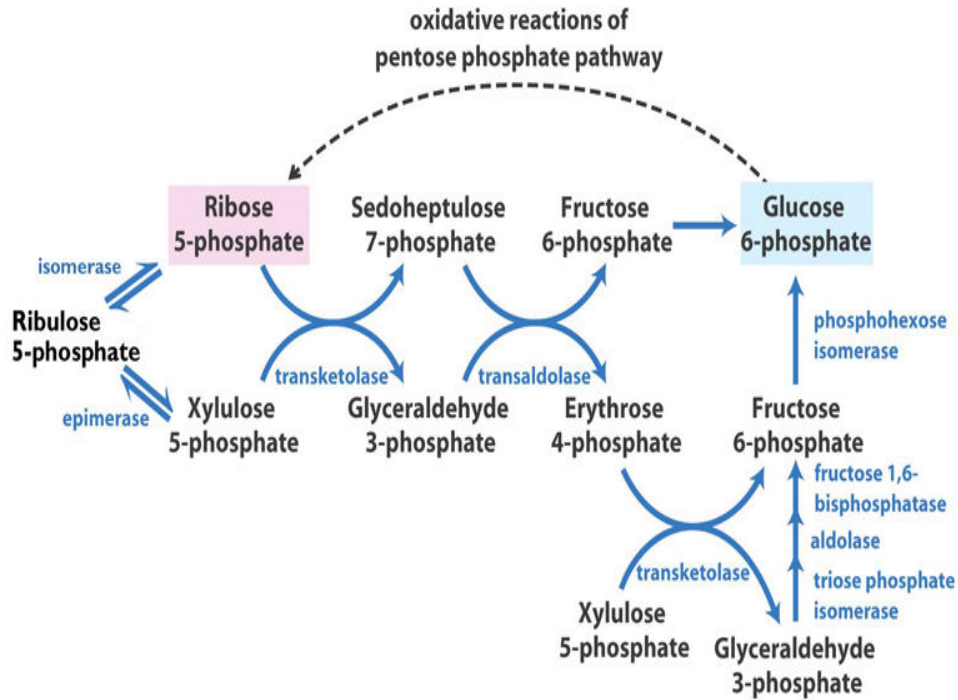 oxidative reactions of
pentose phosphate pathway
Ribose
5-phosphate
Sedoheptulose
7-phosphate
Fructose
6-phosphate
Glucose
6-phosphate
isomerase
Ribulose
5-phosphate
epimerase
Xylulose
5-phosphate
transketolase
Glyceraldehyde
3-phosphate
transaldolase
Erythrose
4-phosphate
Fructose
6-phosphate
phosphohexose
isomerase
fructose 1,6-
bisphosphatase
aldolase
triose phosphate
isomerase
transketolase
Xylulose
5-phosphate
Glyceraldehyde
3-phosphate